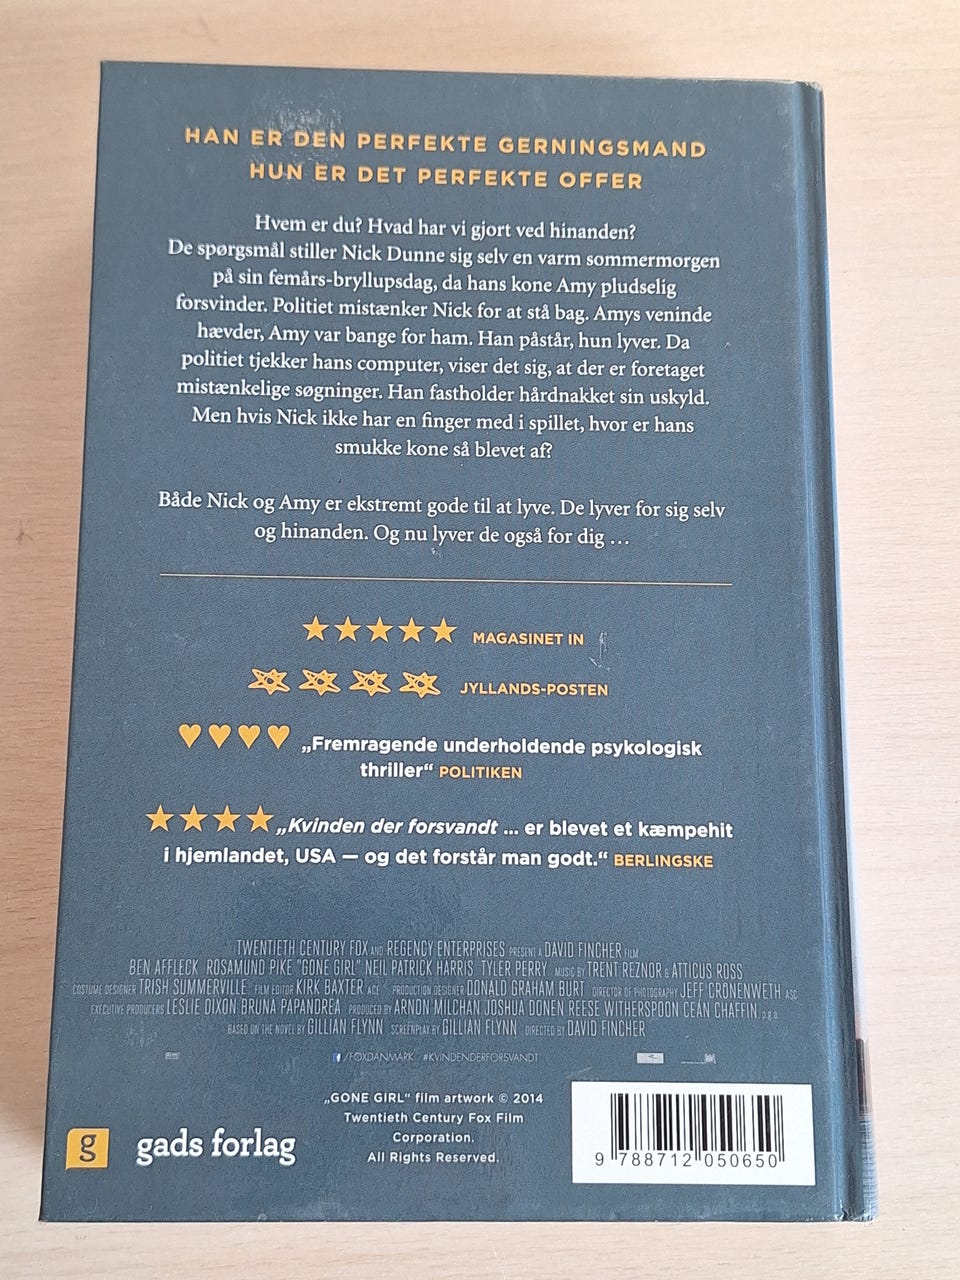 HAN ER DEN PERFEKTE GERNINGSMAND
HUN ER DET PERFEKTE OFFER
Hvem er du? Hvad har vi gjort ved hinanden?
De spørgsmål stiller Nick Dunne sig selv en varm sommermorgen
på sin femårs-bryllupsdag, da hans kone Amy pludselig
forsvinder. Politiet mistænker Nick for at stå bag. Amys veninde
hævder, Amy var bange for ham. Han påstår, hun lyver. Da
politiet tjekker hans computer, viser det sig, at der er foretaget
mistænkelige søgninger. Han fastholder hårdnakket sin uskyld.
Men hvis Nick ikke har en finger med i spillet, hvor er hans
smukke kone så blevet af?
Både Nick og Amy er ekstremt gode til at lyve. De lyver for sig selv
og hinanden. Og nu lyver de også for dig …
MAGASINET IN
JYLLANDS-POSTEN
„Fremragende underholdende psykologisk
thriller“ POLITIKEN
„Kvinden der forsvandt ... er blevet et kæmpehit
i hjemlandet, USA – og det forstår man godt.“ BERLINGSKE
TWENTIETH CENTURY FOX AND REGENCY ENTERPRISES PRESENT A DAVID FINCHER FILM
BEN AFFLECK ROSAMUND PIKE "GONE GIRL" NEIL PATRICK HARRIS TYLER PERRY MUSIC BY TRENT REZNOR & ATTICUS ROSS
COSTUME DESIGNER TRISH SUMMERVILLE FILM EDITOR KIRK BAXTER, ACE PRODUCTION DESIGNER DONALD GRAHAM BURT DIRECTOR OF PHOTOGRAPHY JEFF CRONENWETH ASC
EXECUTIVE PRODUCERS LESLIE DIXON BRUNA PAPANDREA PRODUCED BY ARNON MILCHAN JOSHUA DONEN REESE WITHERSPOON CEÁN CHAFFIN, p.g.a.
BASED ON THE NOVEL BY GILLIAN FLYNN SCREENPLAY BY GILLIAN FLYNN DIRECTED BY DAVID FINCHER
/FOXDANMARK #KVINDENDERFORSVANDT
„GONE GIRL“ film artwork © 2014
Twentieth Century Fox Film
Corporation.
All Rights Reserved.
g gads forlag
9 788712 050650